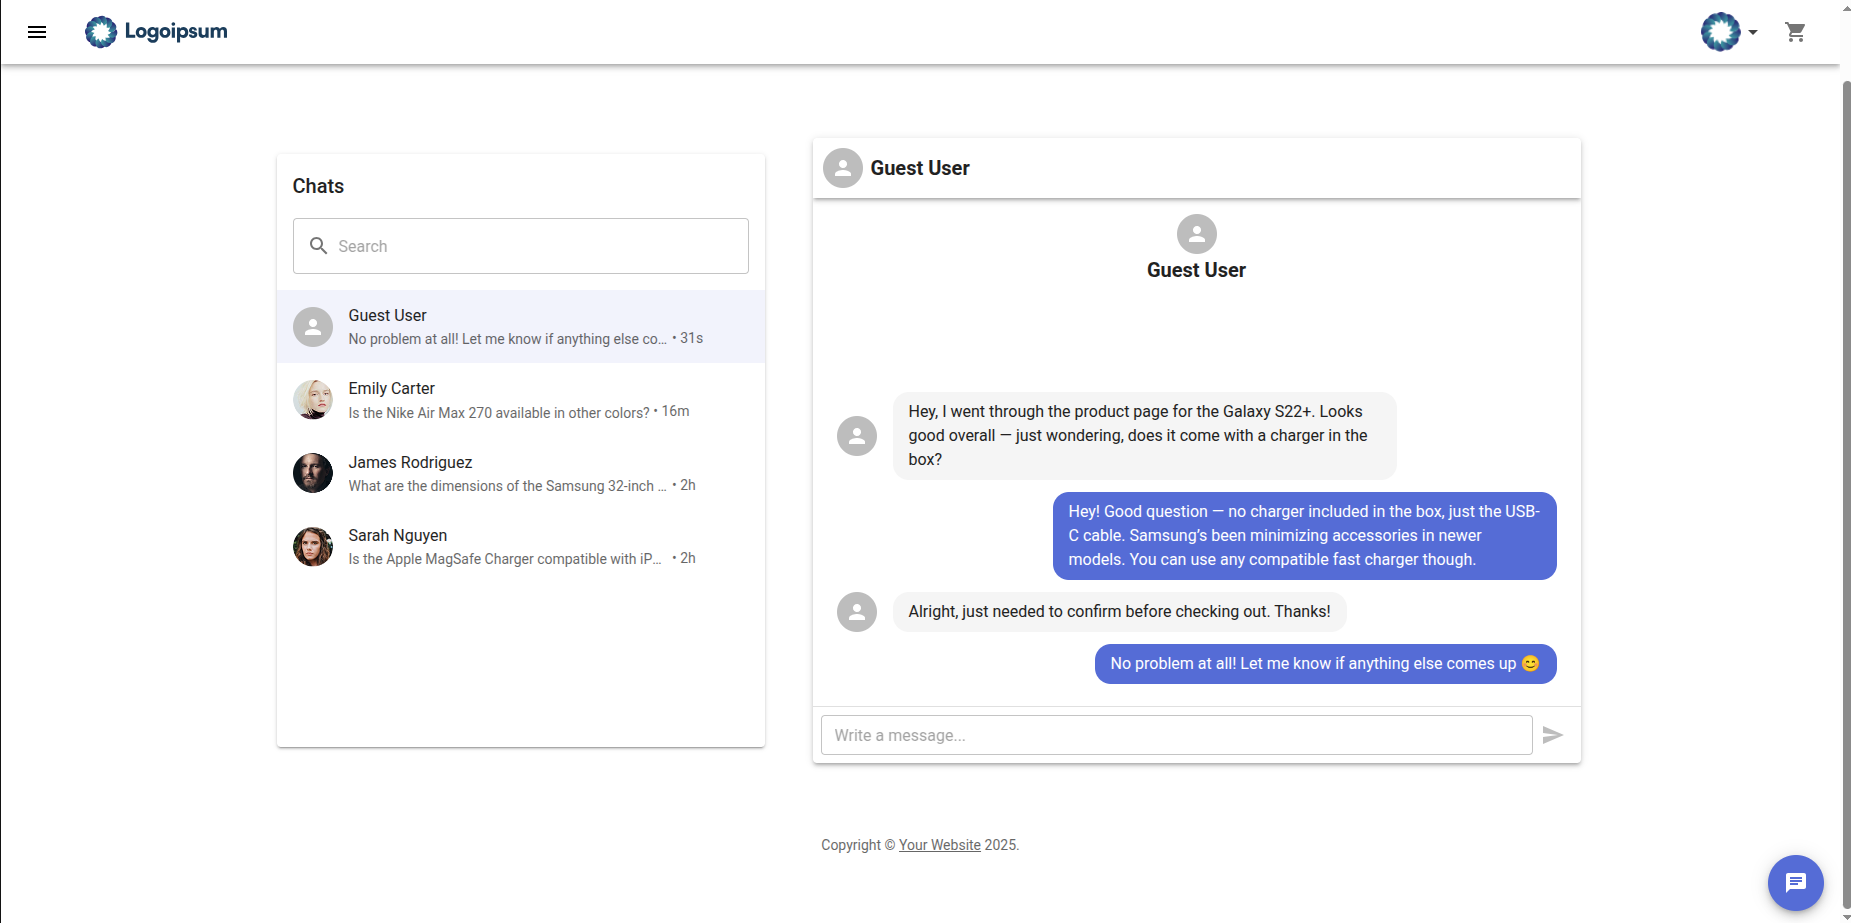 Logoipsum
Chats
Search
Guest User
No problem at all! Let me know if anything else co... • 31s
Emily Carter
Is the Nike Air Max 270 available in other colors? • 16m
James Rodriguez
What are the dimensions of the Samsung 32-inch ... • 2h
Sarah Nguyen
Is the Apple MagSafe Charger compatible with iP... • 2h
Guest User
Guest User
Hey, I went through the product page for the Galaxy S22+. Looks
good overall — just wondering, does it come with a charger in the
box?
Hey! Good question — no charger included in the box, just the USB-
C cable. Samsung’s been minimizing accessories in newer
models. You can use any compatible fast charger though.
Alright, just needed to confirm before checking out. Thanks!
No problem at all! Let me know if anything else comes up 😊
Write a message...
Copyright © Your Website 2025.